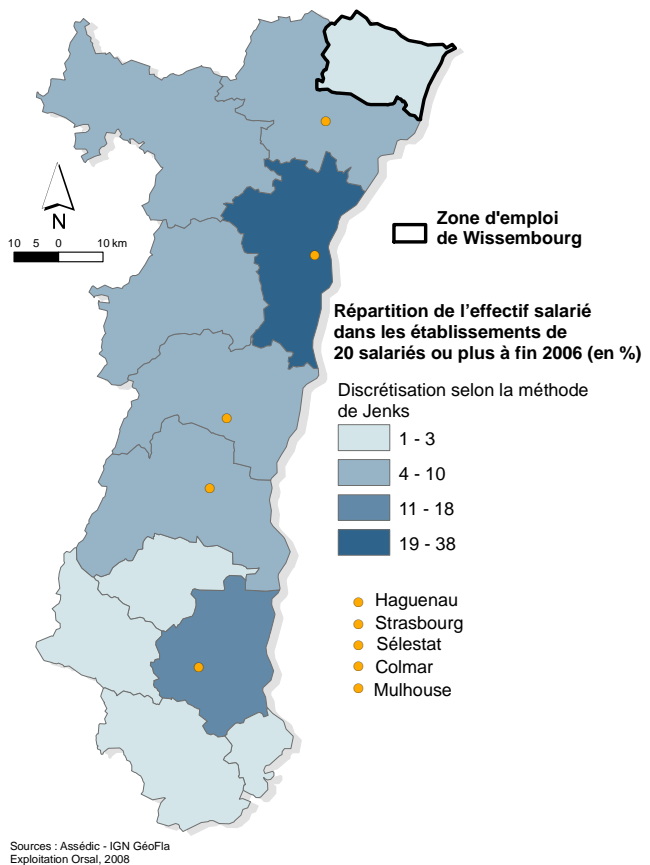 N
10 5 0 10 km
Zone d'emploi
de Wissembourg
Répartition de l’effectif salarié
dans les établissements de
20 salariés ou plus à fin 2006 (en %)
Discrétisation selon la méthode
de Jenks
1 - 3
4 - 10
11 - 18
19 - 38
Haguenau
Strasbourg
Sélestat
Colmar
Mulhouse
Sources : Assédic - IGN GéoFla
Exploitation Orsal, 2008